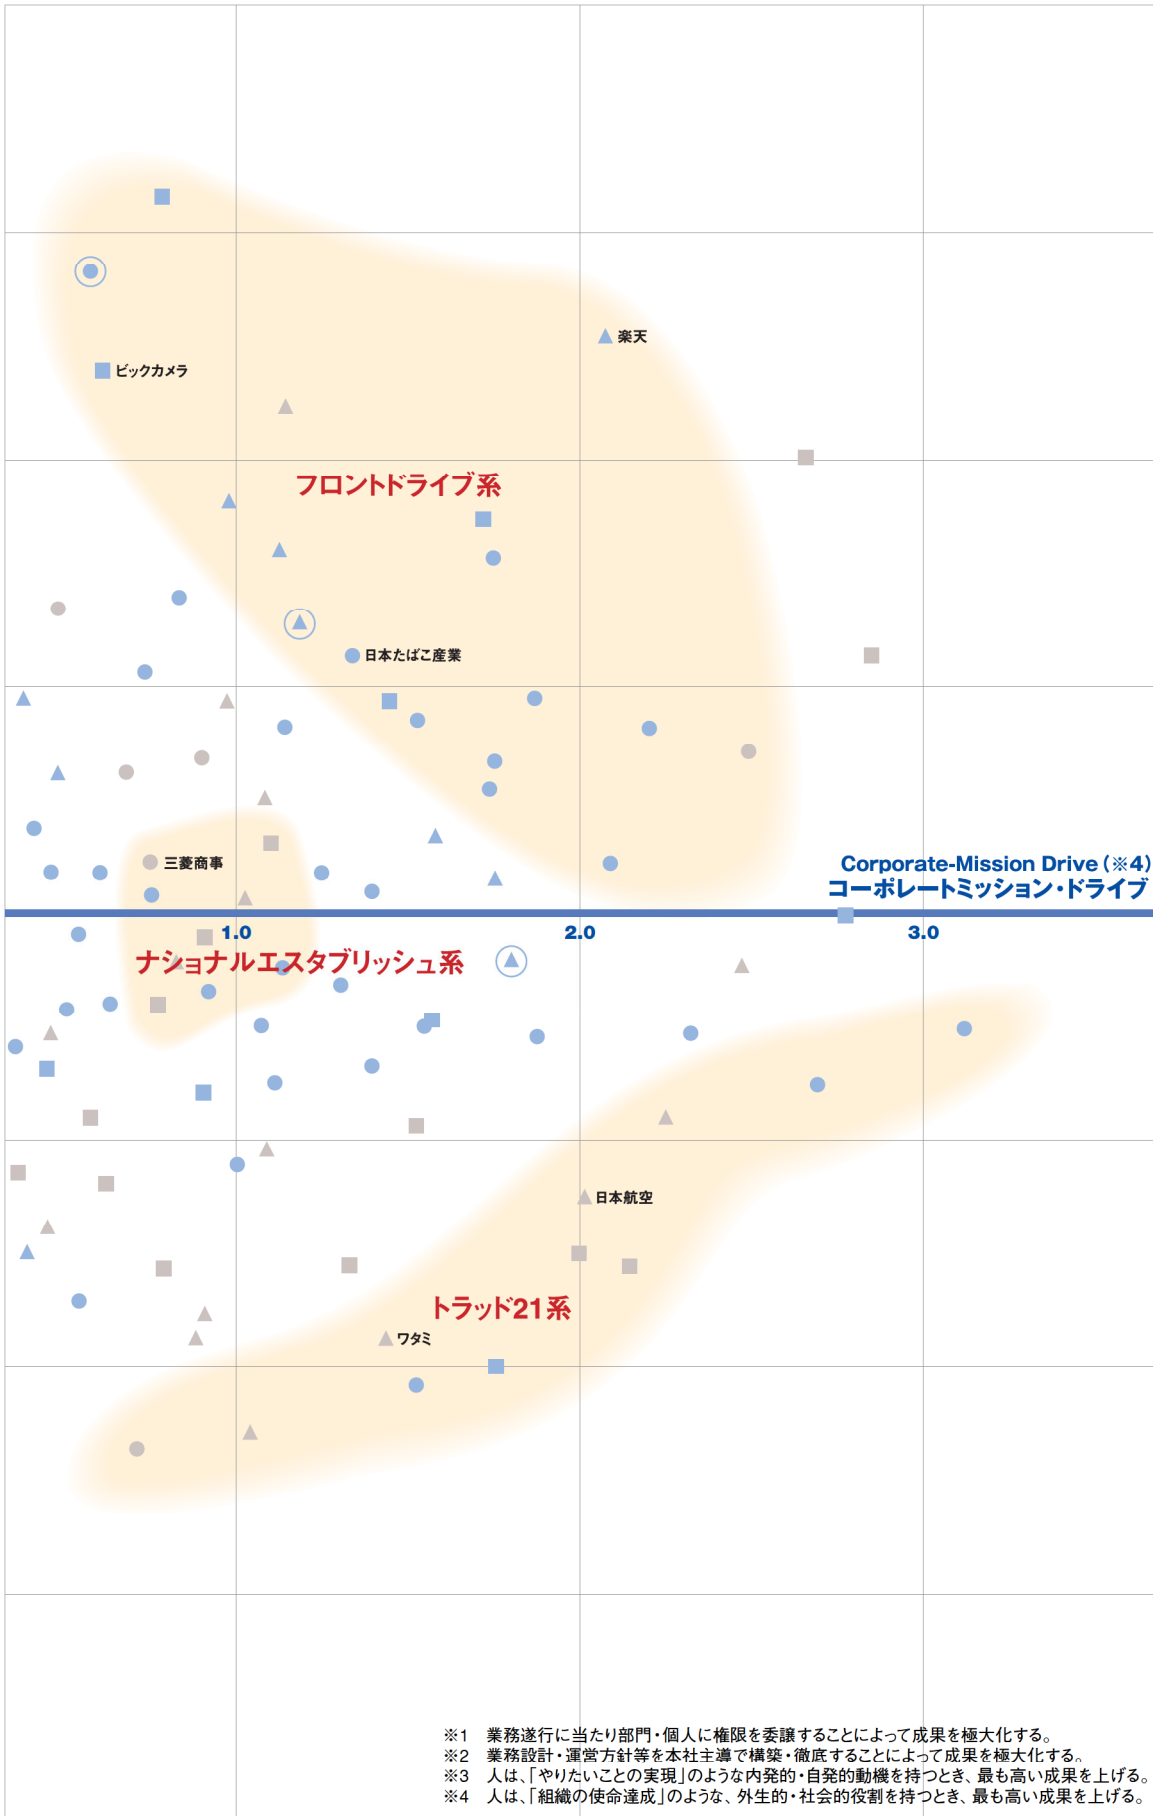 楽天
ビックカメラ
フロントドライブ系
日本たばこ産業
三菱商事
Corporate-Mission Drive(※4)
コーポレートミッション・ドライブ
1.0 2.0 3.0
ナショナルエスタブリッシュ系
日本航空
トラッド21系
ワタミ
※1 業務遂行に当たり部門・個人に権限を委譲することによって成果を極大化する。
※2 業務設計・運営方針等を本社主導で構築・徹底することによって成果を極大化する。
※3 人は、「やりたいことの実現」のような内発的・自発的動機を持つとき、最も高い成果を上げる。
※4 人は、「組織の使命達成」のような、外生的・社会的役割を持つとき、最も高い成果を上げる。